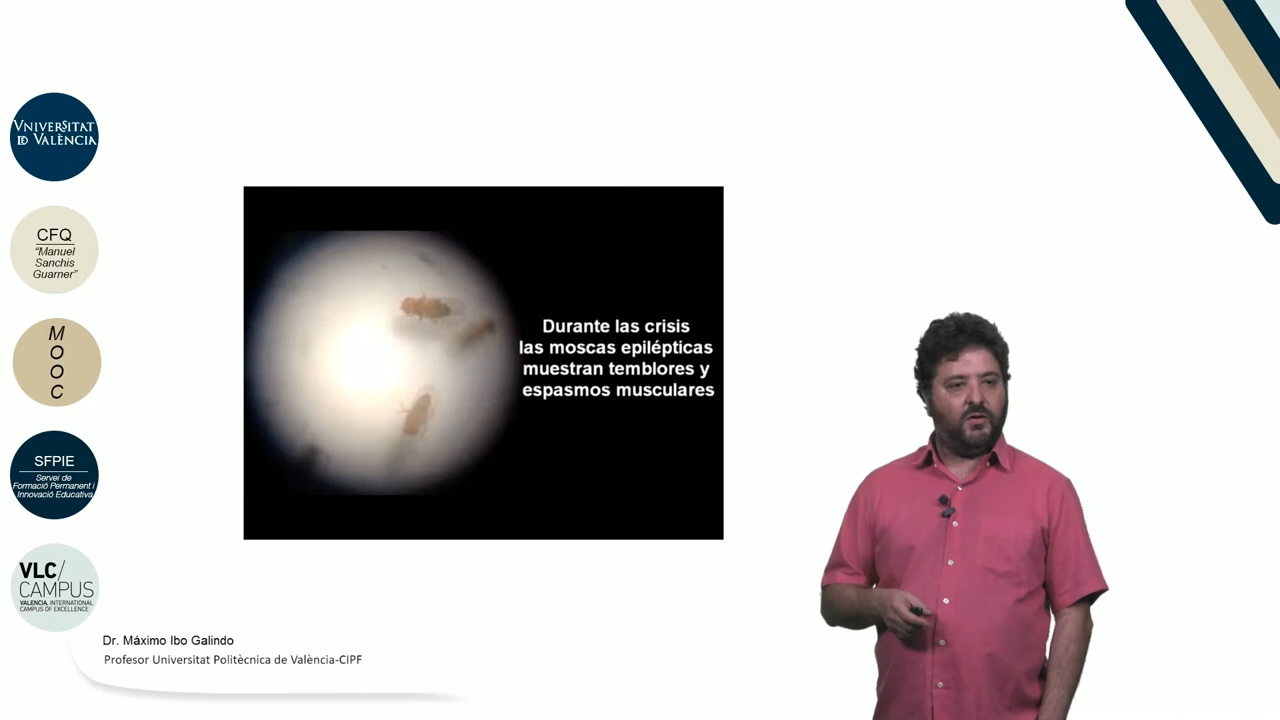 VNIVERSITAT
ID VALÈNCIA
CFQ
“Manuel
Sanchis
Guarner”
M
O
O
C
SFPIE
Servei de
Formació Permanent i
Innovació Educativa
VLC/
CAMPUS
VALENCIA, INTERNATIONAL
CAMPUS OF EXCELLENCE
Durante las crisis
las moscas epilépticas
muestran temblores y
espasmos musculares
Dr. Máximo Ibo Galindo
Profesor Universitat Politècnica de València-CIPF